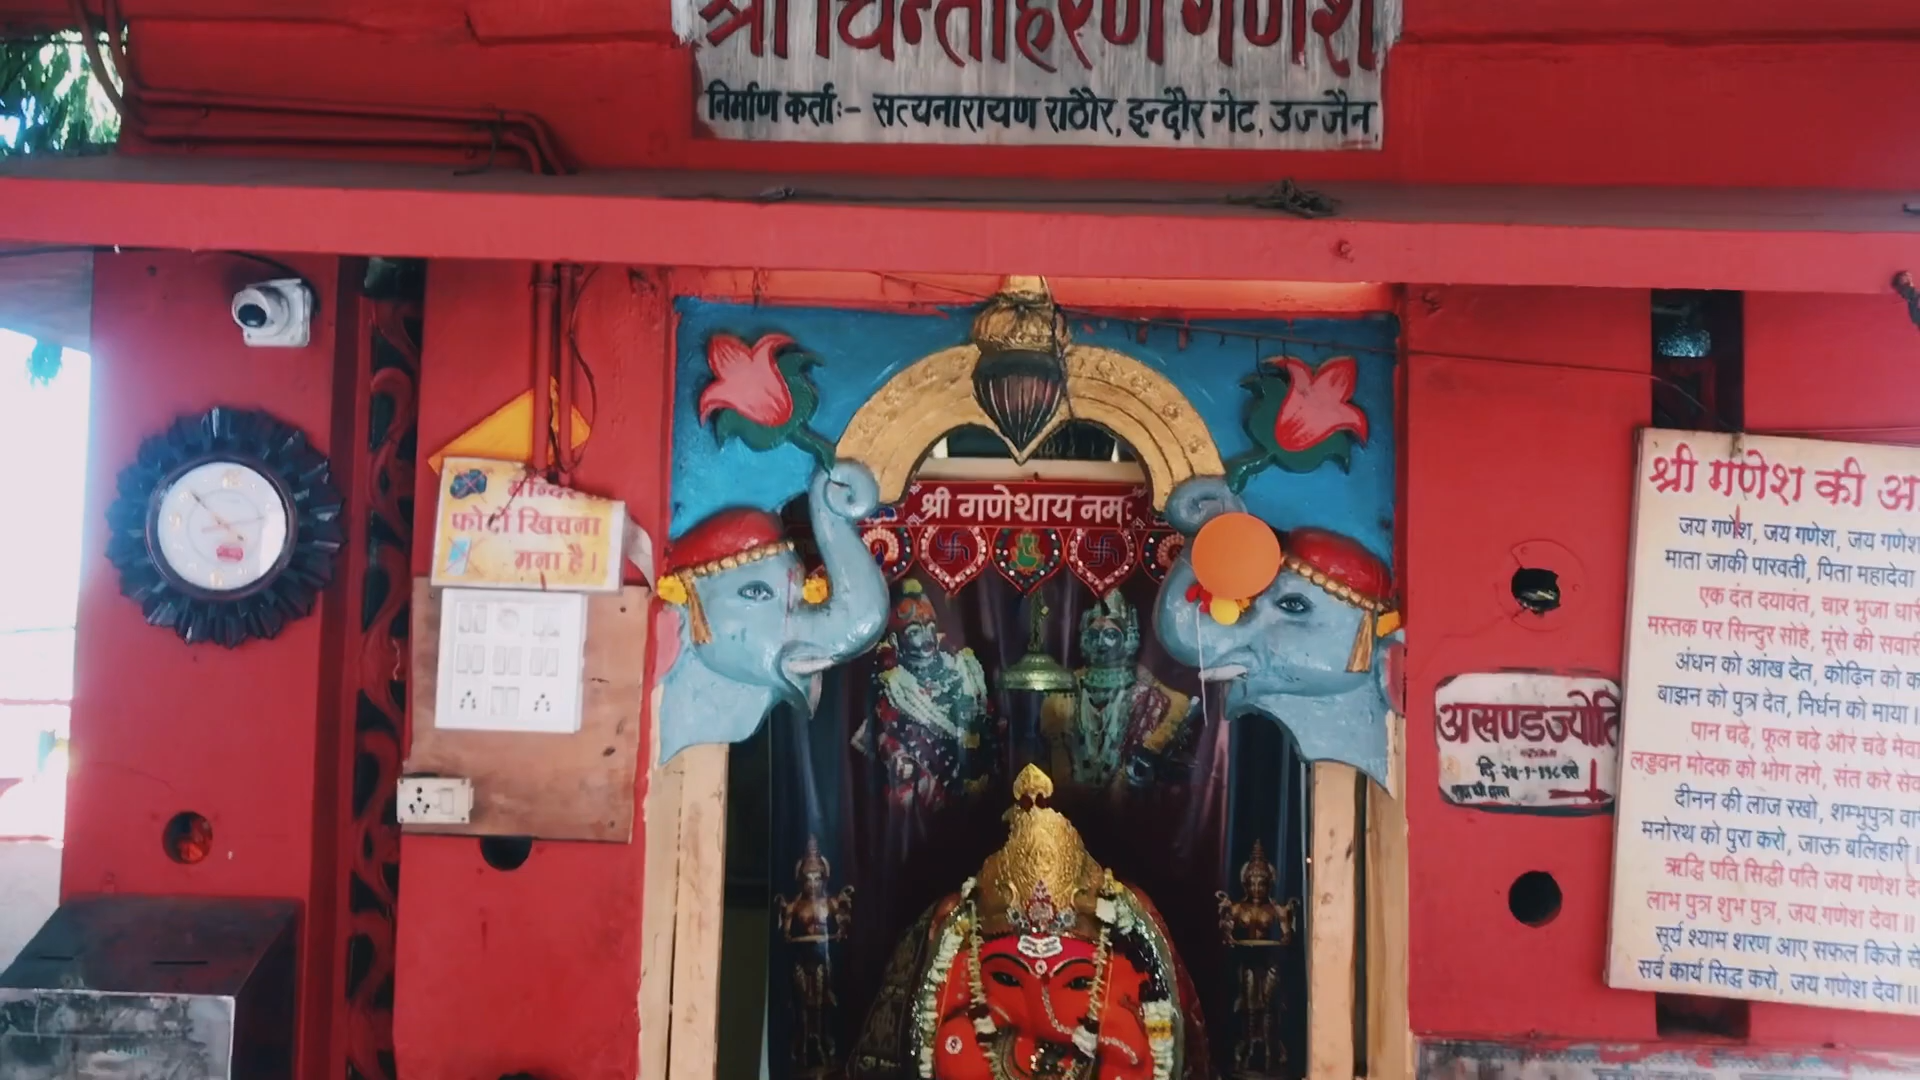 श्री चिन्ताहरण गणेश
निर्माण कर्ताः- सत्यनारायण राठौर, इन्दौर गेट, उज्जैन
मन्दिर
फोटो खिचना
मना है।
श्री गणेशाय नमः
अखण्डज्योति
श्री गणेश की
जय गणेश, जय गणेश, जय गणेश
माता जाकी पारवती, पिता महादेवा
एक दंत दयावंत, चार भुजा
मस्तक पर सिन्दुर सोहे, मूंसे की सवारी
अंधन को आंख देत, कोढ़िन को
बाझन को पुत्र देत, निर्धन को माया।
पान चढ़े, फूल चढ़े और चढ़े मेवा
लडुवन मोदक को भोग लगे, संत करे
दीनन की लाज रखो, शम्भुपुत्र
मनोरथ को पुरा करो, जाऊ बलिहारी
ऋद्धि पति सिद्धी पति जय गणेश
लाभ पुत्र शुभ पुत्र, जय गणेश देवा॥
सूर्य श्याम शरण आए सफल किजे
सर्व कार्य सिद्ध करो, जय गणेश देवा॥